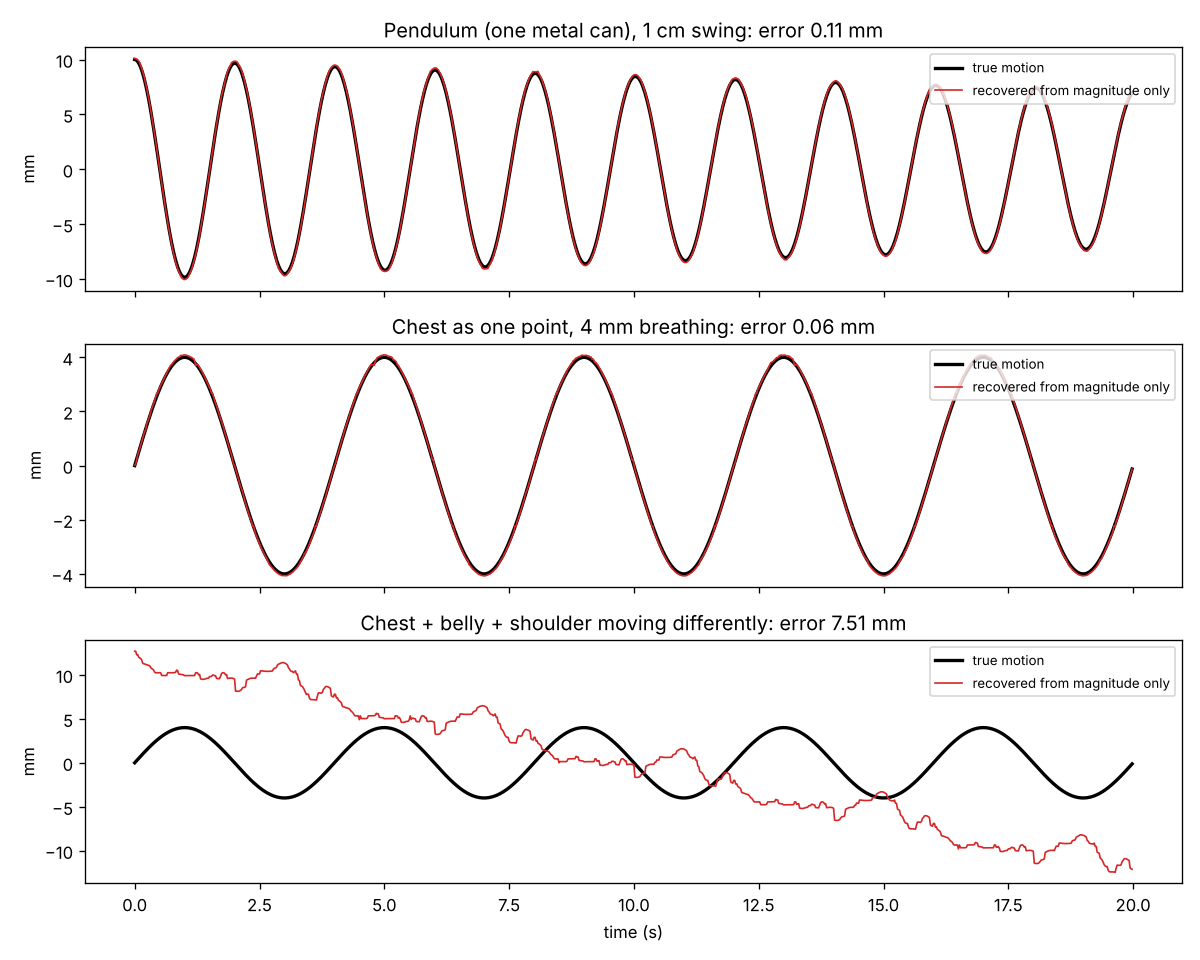 Pendulum (one metal can), 1 cm swing: error 0.11 mm
10
5
0
−5
−10
mm
true motion
recovered from magnitude only
Chest as one point, 4 mm breathing: error 0.06 mm
4
2
0
−2
−4
mm
true motion
recovered from magnitude only
Chest + belly + shoulder moving differently: error 7.51 mm
10
5
0
−5
−10
mm
true motion
recovered from magnitude only
0.0 2.5 5.0 7.5 10.0 12.5 15.0 17.5 20.0
time (s)